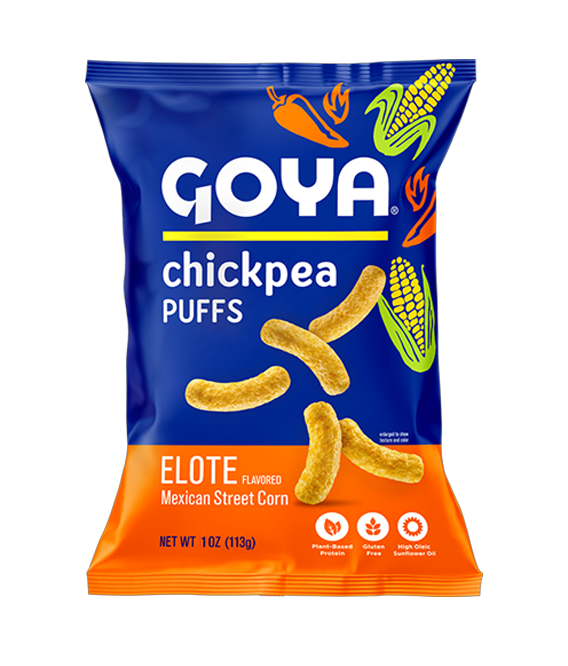 GOYA®
chickpea
PUFFS
enlarged to show
texture and color
ELOTE FLAVORED
Mexican Street Corn
NET WT 1 OZ (113g)
Plant-Based
Protein
Gluten
Free
High Oleic
Sunflower Oil